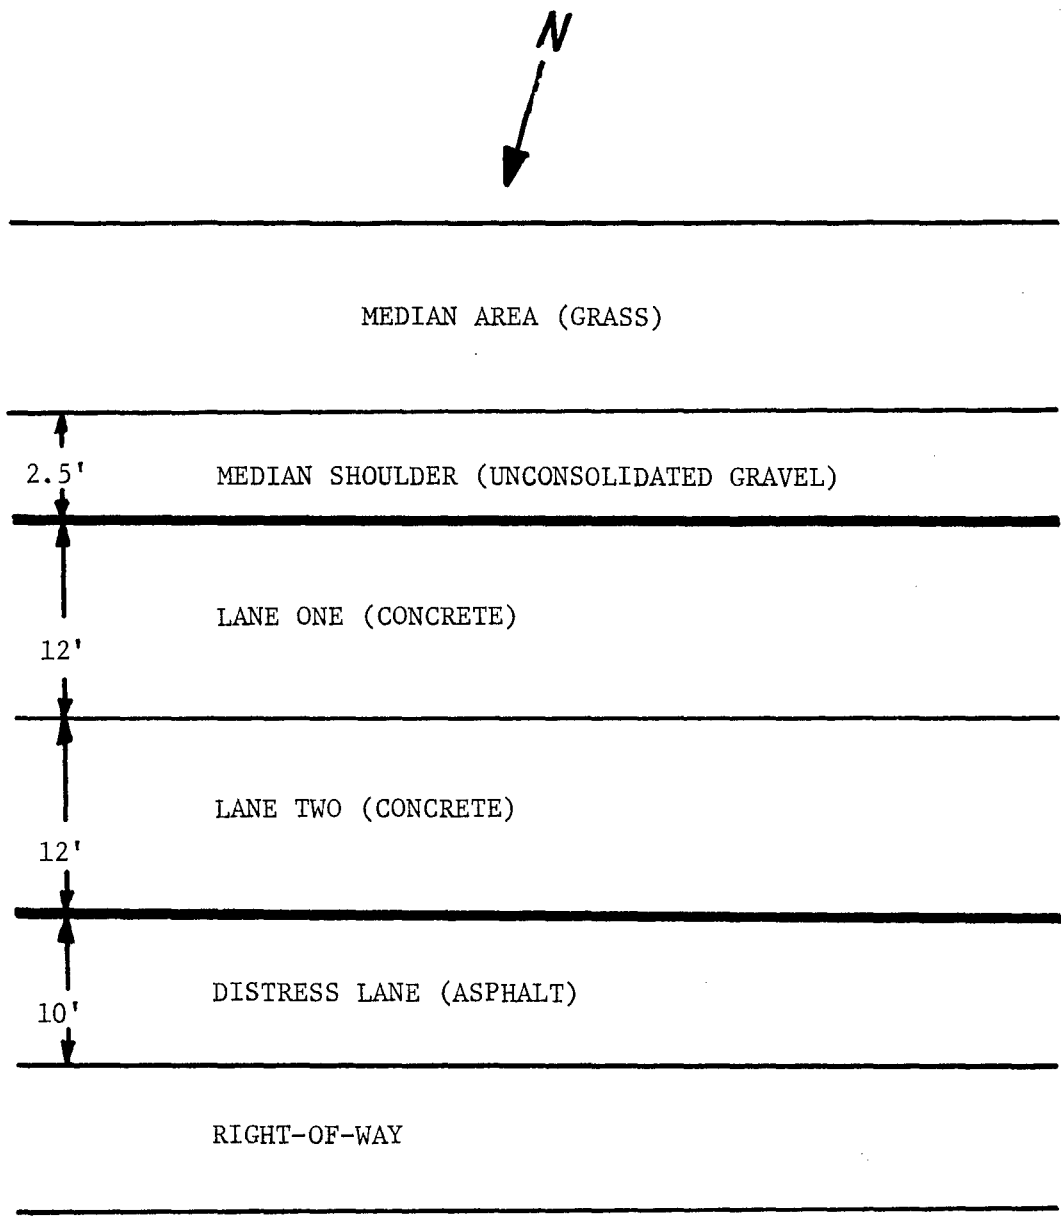 N
MEDIAN AREA (GRASS)
2.5'
MEDIAN SHOULDER (UNCONSOLIDATED GRAVEL)
LANE ONE (CONCRETE)
12'
LANE TWO (CONCRETE)
12'
DISTRESS LANE (ASPHALT)
10'
RIGHT-OF-WAY